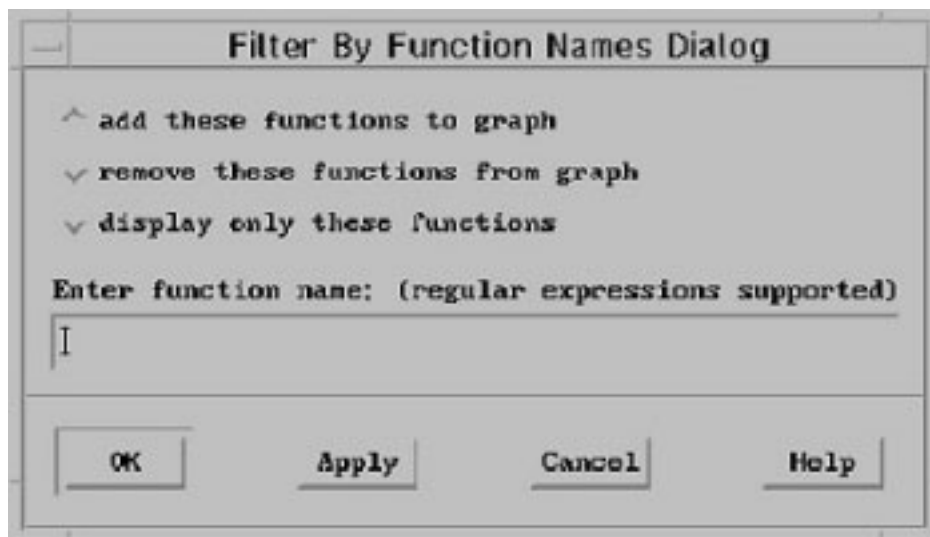 Filter By Function Names Dialog
add these functions to graph
remove these functions from graph
display only these functions
Enter function name: (regular expressions supported)
OK Apply Cancel Help